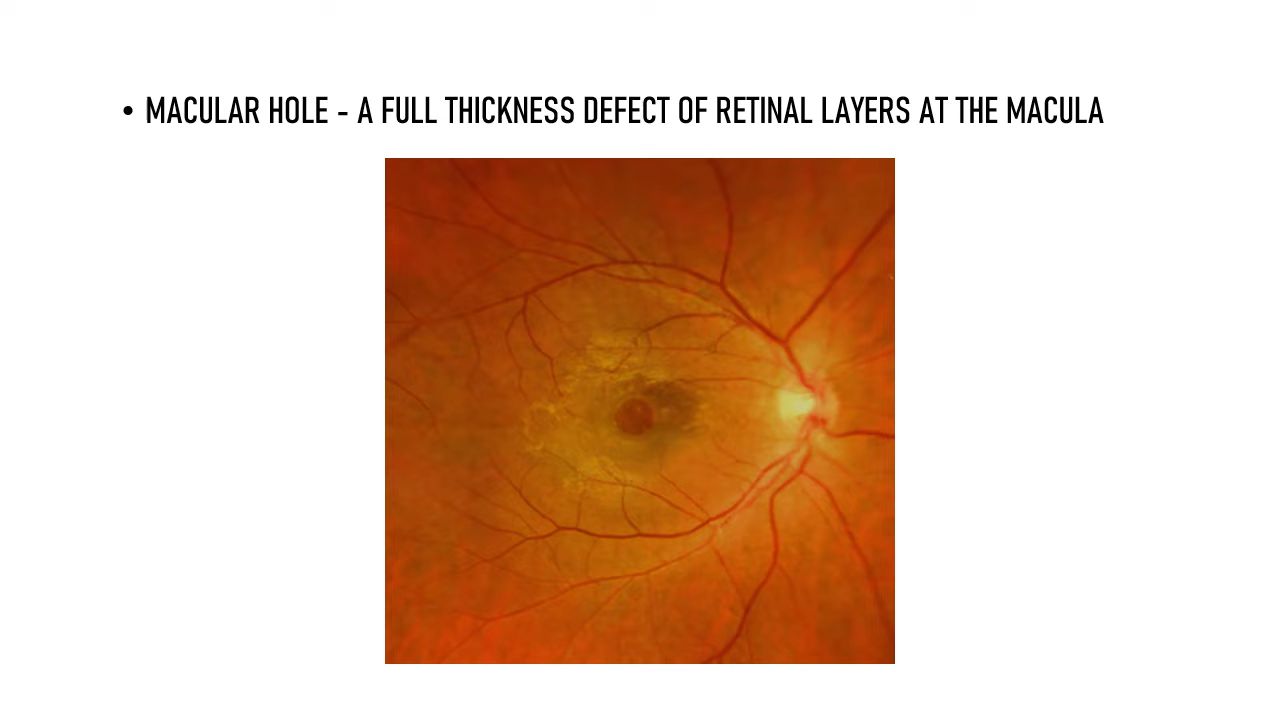 • MACULAR HOLE - A FULL THICKNESS DEFECT OF RETINAL LAYERS AT THE MACULA